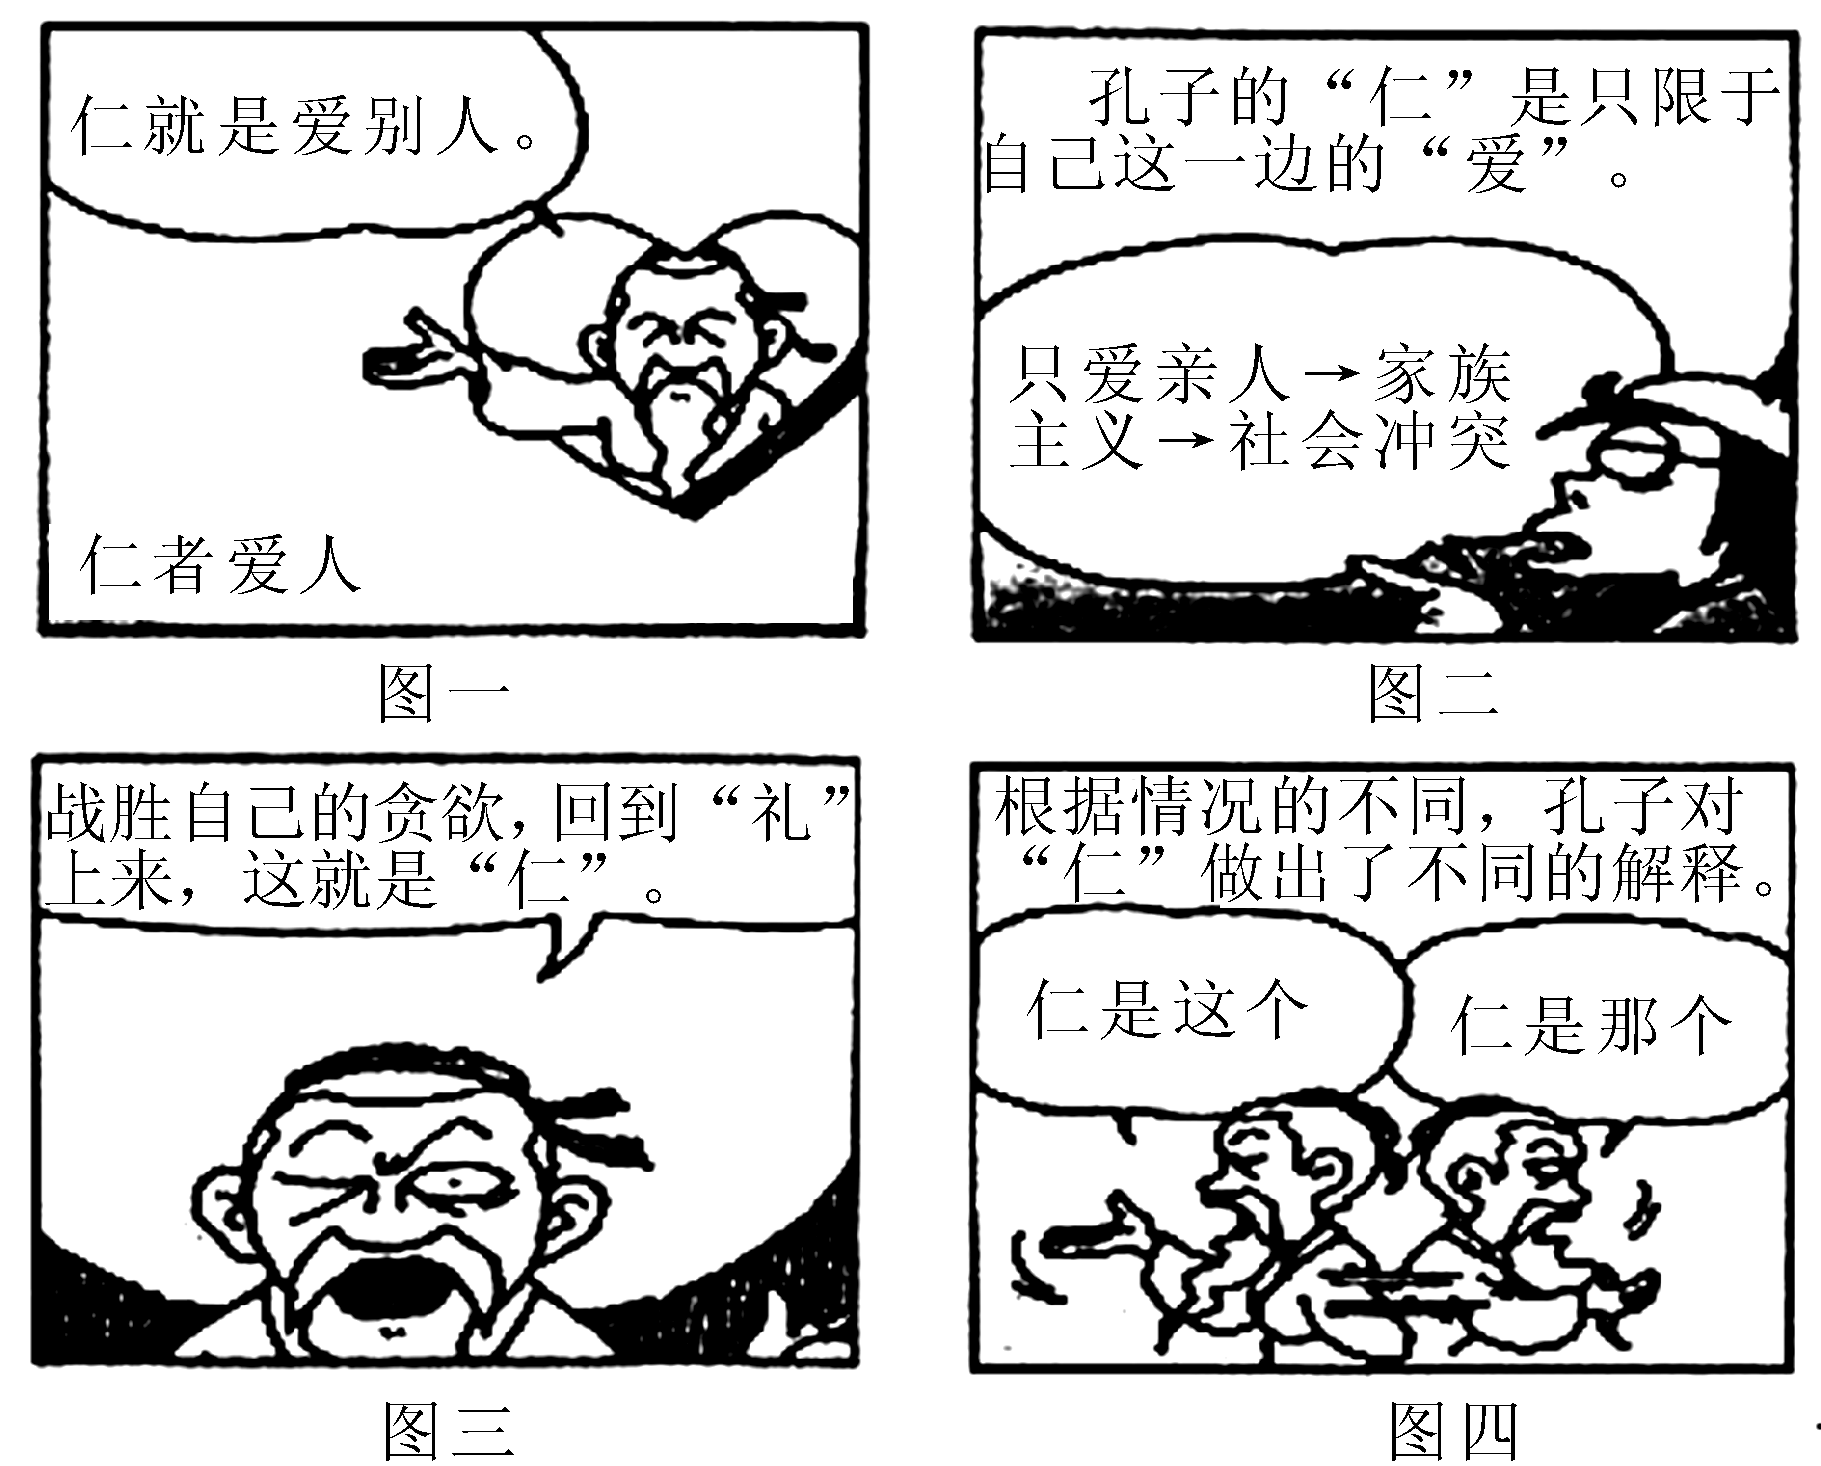 仁就是爱别人。
仁者爱人
图一
孔子的“仁”是只限于
自己这一边的“爱”。
只爱亲人→家族
主义→社会冲突
图二
战胜自己的贪欲,回到“礼”
上来，这就是“仁”。
图三
根据情况的不同，孔子对
“仁”做出了不同的解释。
仁是这个
仁是那个
图四